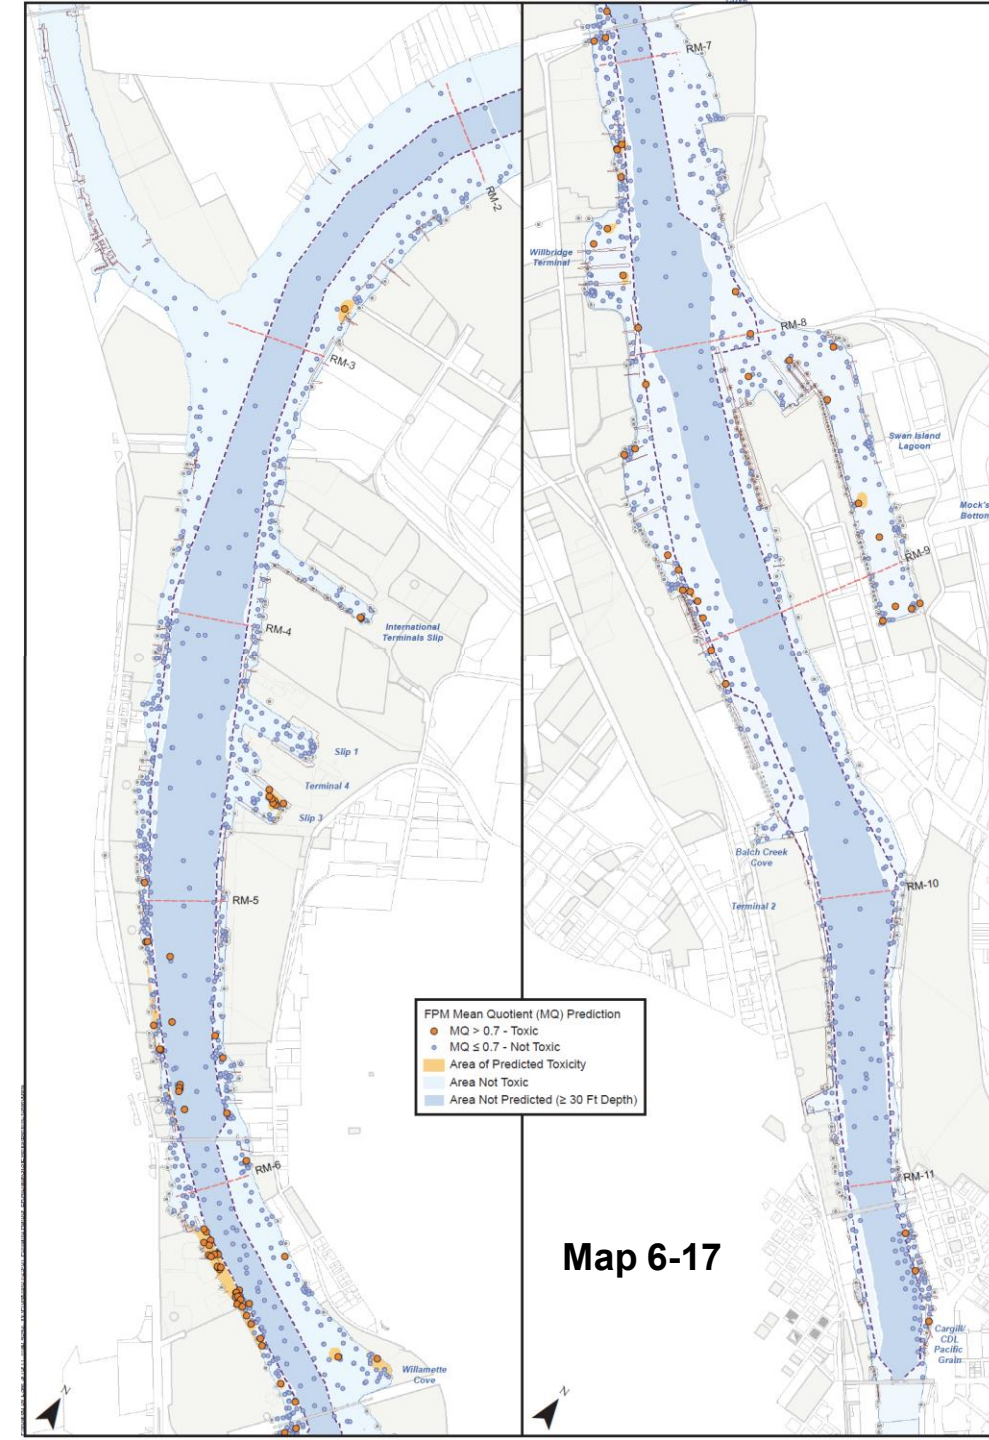 RM-2
RM-3
RM-4
International
Terminals Slip
Slip 1
Terminal 4
Slip 3
RM-5
RM-6
Willamette
Cove
N
RM-7
Willbridge
Terminal
RM-8
Swan Island
Lagoon
Mock's
Bottom
RM-9
Balch Creek
Cove
Terminal 2
RM-10
FPM Mean Quotient (MQ) Prediction
MQ > 0.7 - Toxic
MQ ≤ 0.7 - Not Toxic
Area of Predicted Toxicity
Area Not Toxic
Area Not Predicted (≥ 30 Ft Depth)
RM-11
Map 6-17
Cargill/
CDL
Pacific
Grain
N